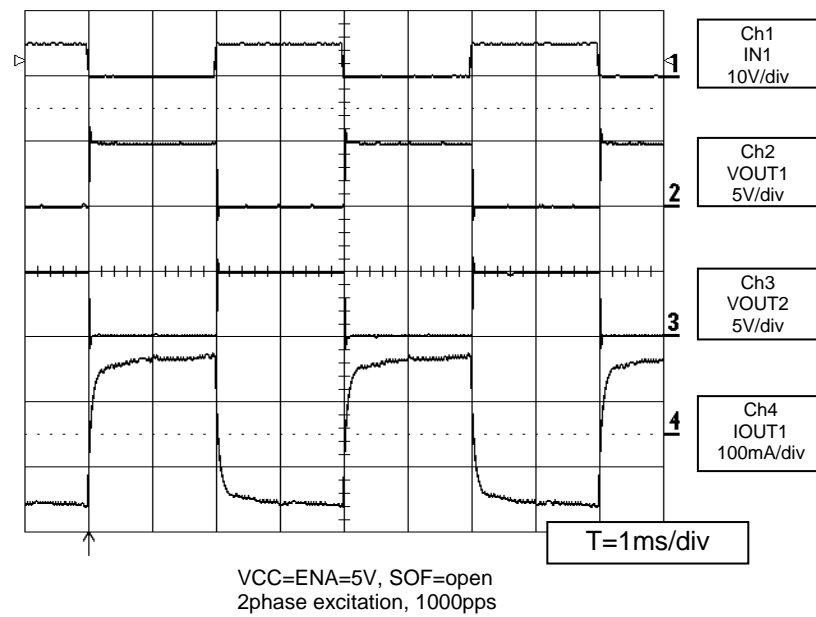 1
2
3
4
Ch1
IN1
10V/div
Ch2
VOUT1
5V/div
Ch3
VOUT2
5V/div
Ch4
IOUT1
100mA/div
T=1ms/div
VCC=ENA=5V, SOF=open
2phase excitation, 1000pps